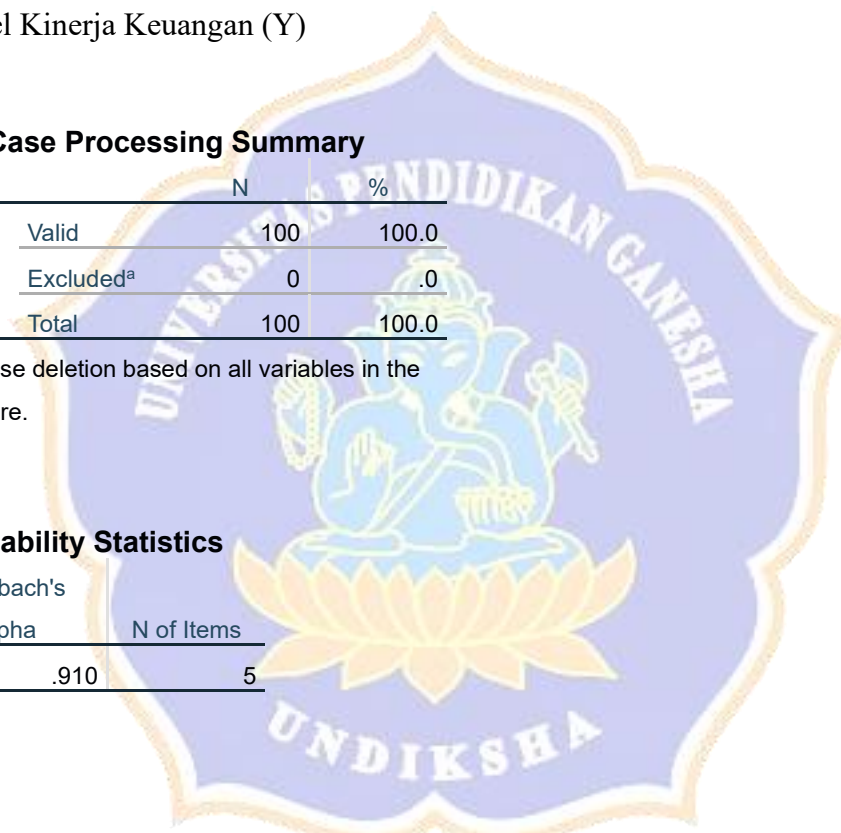 el Kinerja Keuangan (Y)
Case Processing Summary
N %
Valid 100 100.0
Excludedᵃ 0 .0
Total 100 100.0
se deletion based on all variables in the
re.
ability Statistics
bach's
pha N of Items
.910 5
UNIVERSITAS PENDIDIKAN GANESHA
UNDIKSHA